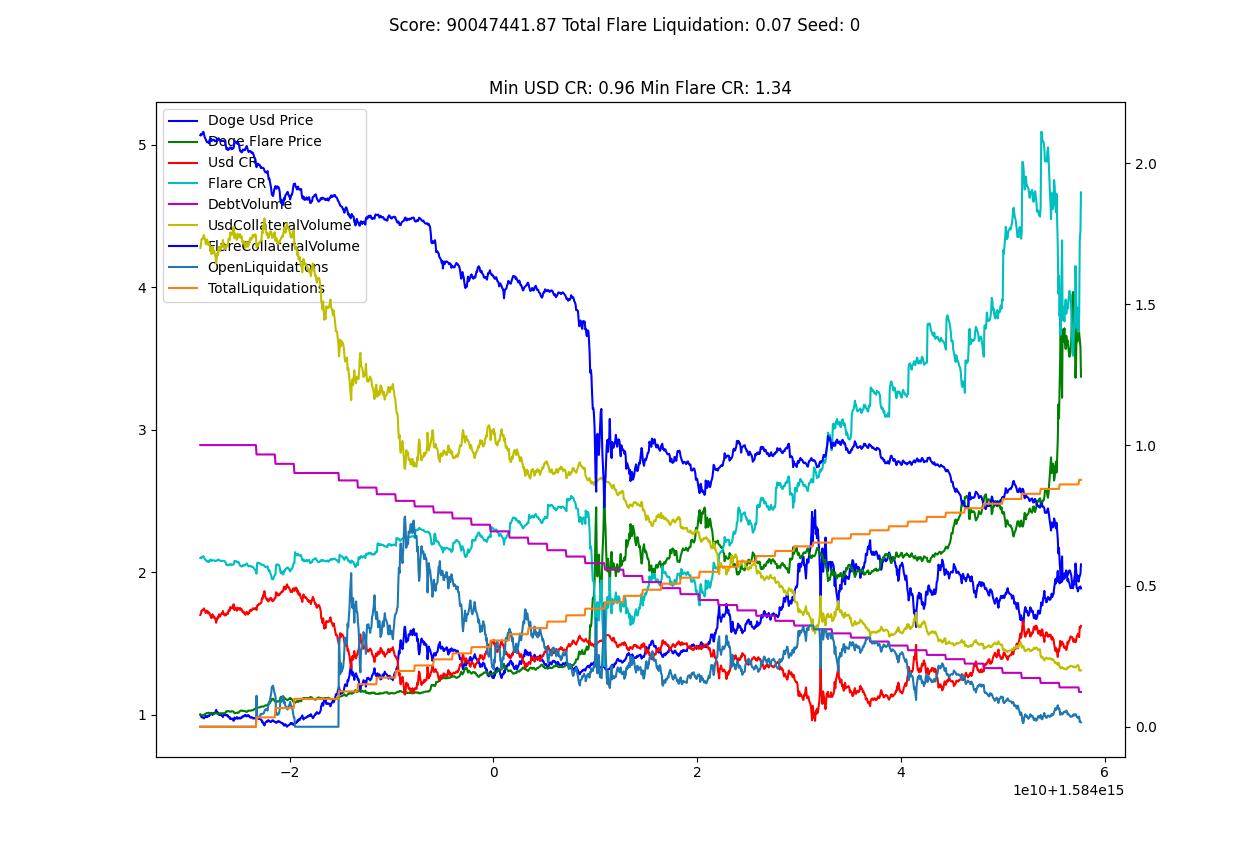 Score: 90047441.87 Total Flare Liquidation: 0.07 Seed: 0
Min USD CR: 0.96 Min Flare CR: 1.34
Doge Usd Price
Doge Flare Price
Usd CR
Flare CR
DebtVolume
UsdCollateralVolume
FlareCollateralVolume
OpenLiquidations
TotalLiquidations
5
4
3
2
1
2.0
1.5
1.0
0.5
0.0
−2 0 2 4 6
1e10+1.584e15